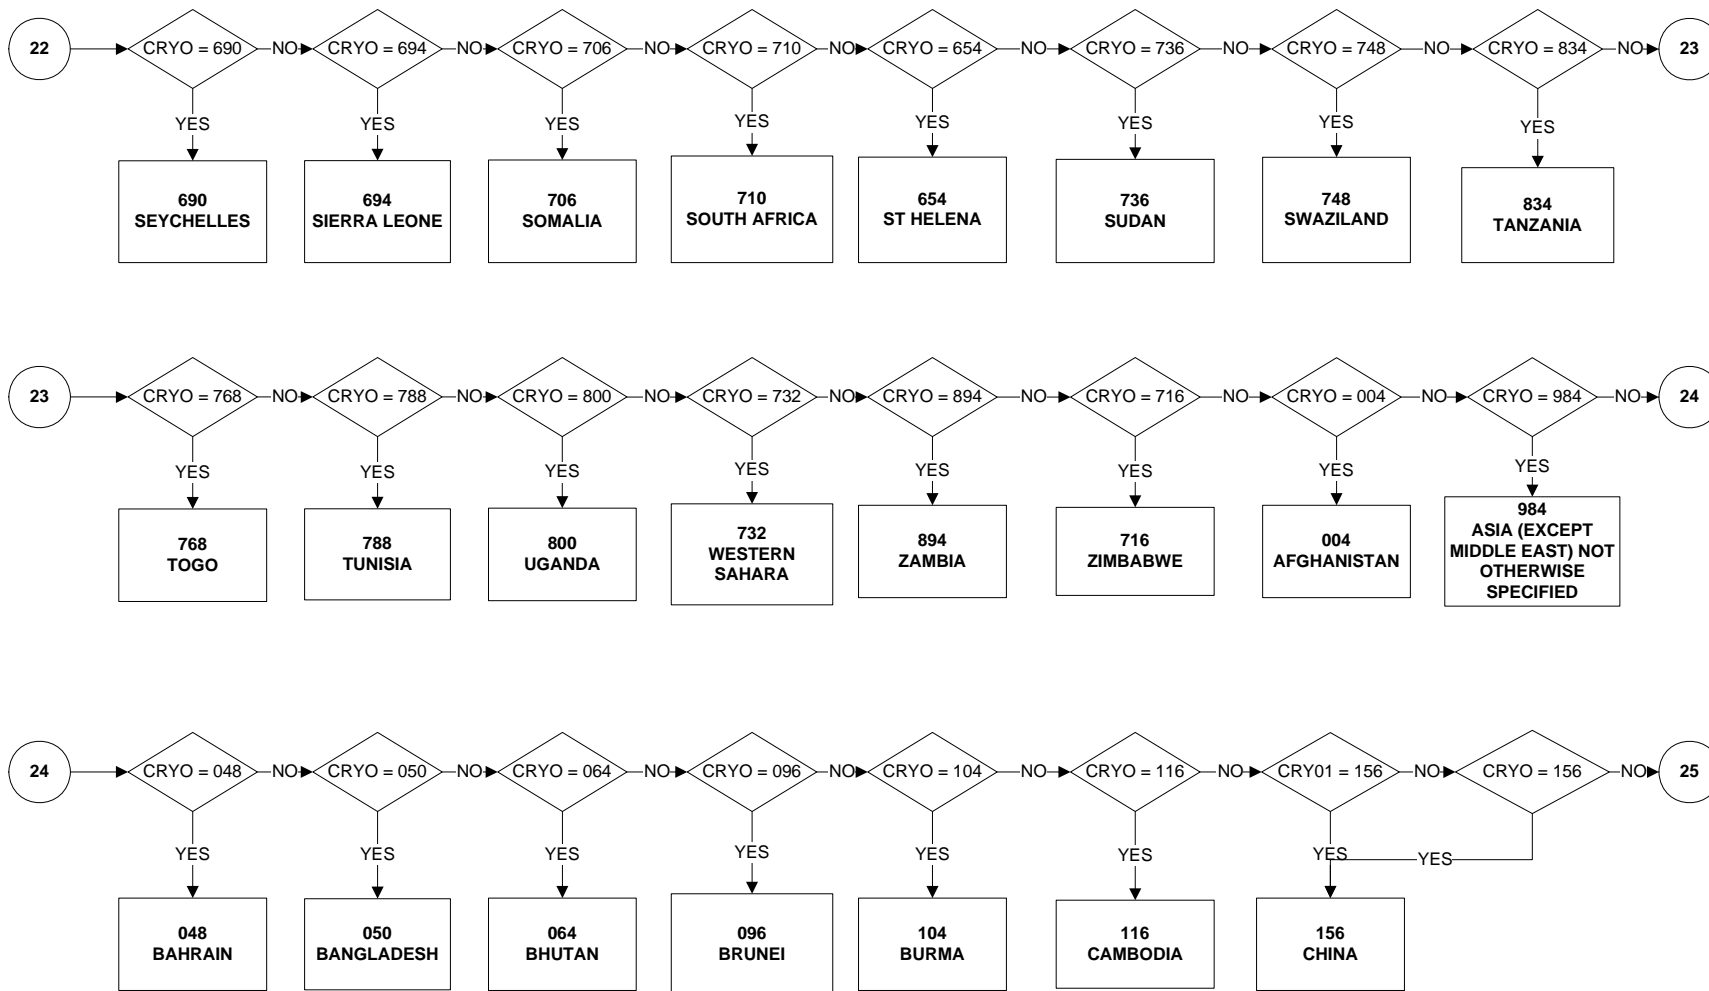 22
CRYO = 690
NO
CRYO = 694
NO
CRYO = 706
NO
CRYO = 710
NO
CRYO = 654
NO
CRYO = 736
NO
CRYO = 748
NO
CRYO = 834
NO
23
YES
YES
YES
YES
YES
YES
YES
YES
690
SEYCHELLES
694
SIERRA LEONE
706
SOMALIA
710
SOUTH AFRICA
654
ST HELENA
736
SUDAN
748
SWAZILAND
834
TANZANIA
23
CRYO = 768
NO
CRYO = 788
NO
CRYO = 800
NO
CRYO = 732
NO
CRYO = 894
NO
CRYO = 716
NO
CRYO = 004
NO
CRYO = 984
NO
24
YES
YES
YES
YES
YES
YES
YES
YES
768
TOGO
788
TUNISIA
800
UGANDA
732
WESTERN
SAHARA
894
ZAMBIA
716
ZIMBABWE
004
AFGHANISTAN
984
ASIA (EXCEPT
MIDDLE EAST) NOT
OTHERWISE
SPECIFIED
24
CRYO = 048
NO
CRYO = 050
NO
CRYO = 064
NO
CRYO = 096
NO
CRYO = 104
NO
CRYO = 116
NO
CRY01 = 156
NO
CRYO = 156
NO
25
YES
YES
YES
YES
YES
YES
YES
YES
048
BAHRAIN
050
BANGLADESH
064
BHUTAN
096
BRUNEI
104
BURMA
116
CAMBODIA
156
CHINA